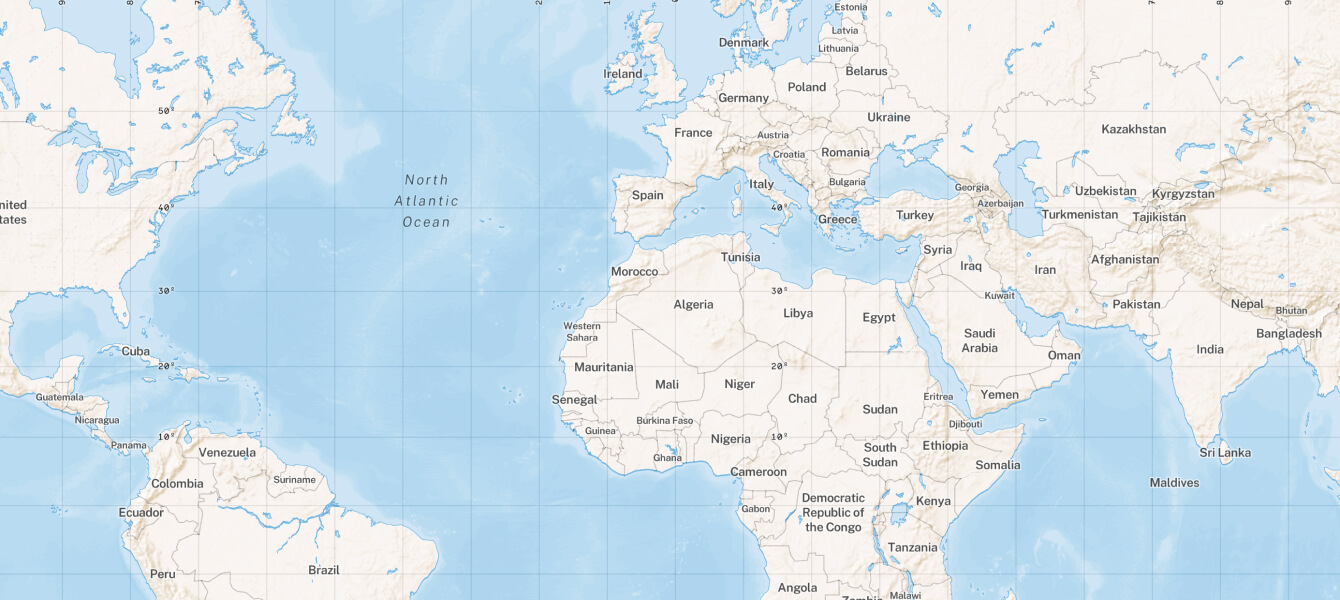 Estonia
Latvia
Denmark
Lithuania
Ireland
Belarus
Poland
Germany
50°
Ukraine
France
Kazakhstan
Austria
Romania
Croatia
North
Atlantic
Ocean
Italy
Bulgaria
Georgia
Uzbekistan
Kyrgyzstan
Spain
Azerbaijan
40°
40°
Greece
Turkey
Turkmenistan
Tajikistan
nited
tates
Syria
Tunisia
Afghanistan
Morocco
Iraq
Iran
30°
30°
Kuwait
Algeria
Pakistan
Nepal
Bhutan
Libya
Egypt
Western
Sahara
Saudi
Arabia
Bangladesh
Cuba
India
Oman
20°
20°
Mauritania
Mali
Niger
Guatemala
Senegal
Chad
Eritrea
Yemen
Sudan
Nicaragua
Burkina Faso
Djibouti
10°
10°
Guinea
Nigeria
Panama
Ethiopia
Venezuela
South
Sudan
Ghana
Sri Lanka
Somalia
Cameroon
Colombia
Suriname
Maldives
Democratic
Republic of
the Congo
Kenya
Ecuador
Gabon
Tanzania
Peru
Brazil
Angola
Malawi